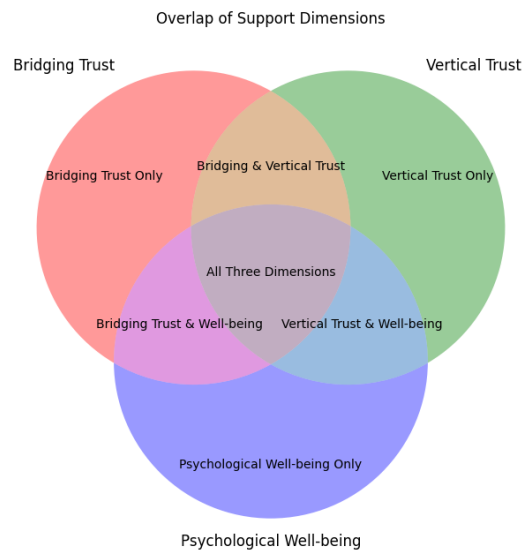 Overlap of Support Dimensions
Bridging Trust
Vertical Trust
Bridging & Vertical Trust
Bridging Trust Only
Vertical Trust Only
All Three Dimensions
Bridging Trust & Well-being
Vertical Trust & Well-being
Psychological Well-being Only
Psychological Well-being